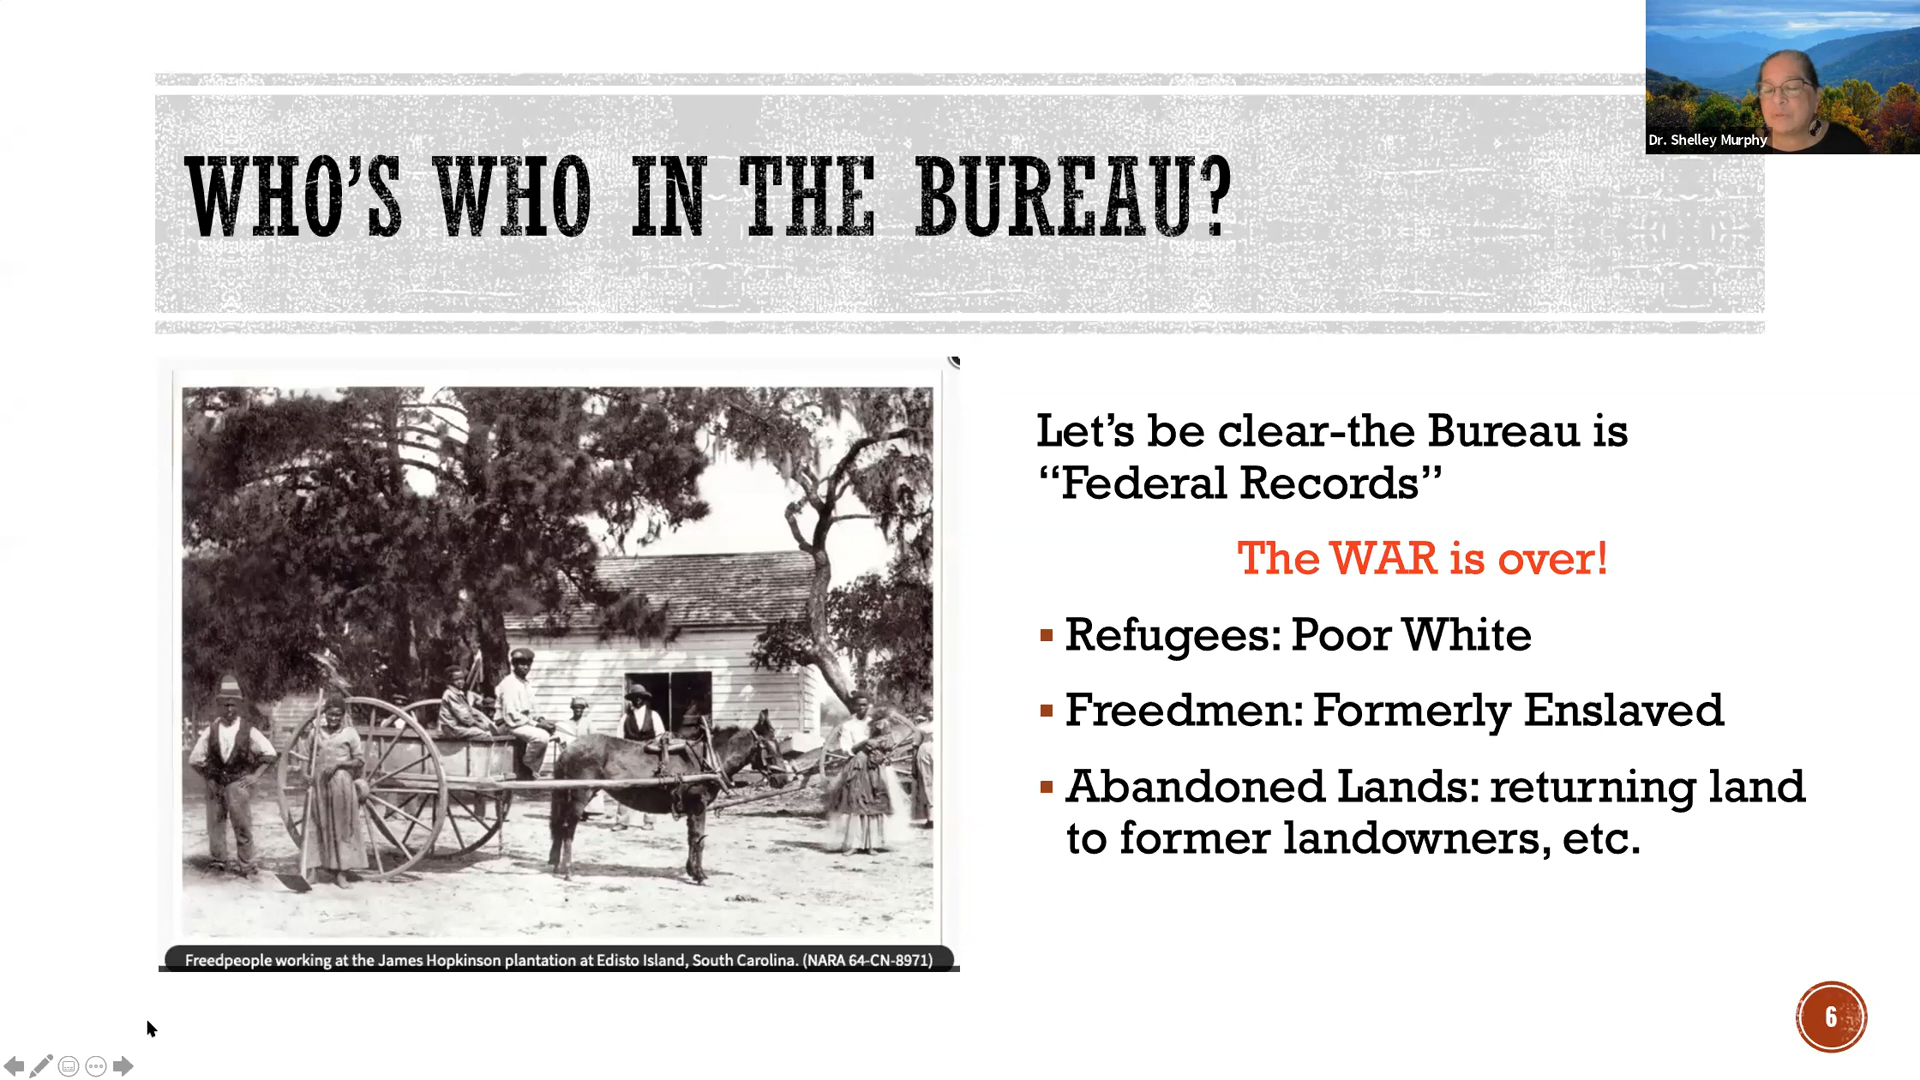 Dr. Shelley Murphy
WHO'S WHO IN THE BUREAU?
Let's be clear-the Bureau is
“Federal Records”
The WAR is over!
▪ Refugees: Poor White
▪ Freedmen: Formerly Enslaved
▪ Abandoned Lands: returning land
to former landowners, etc.
Freedpeople working at the James Hopkinson plantation at Edisto Island, South Carolina. (NARA 64-CN-8971)
6